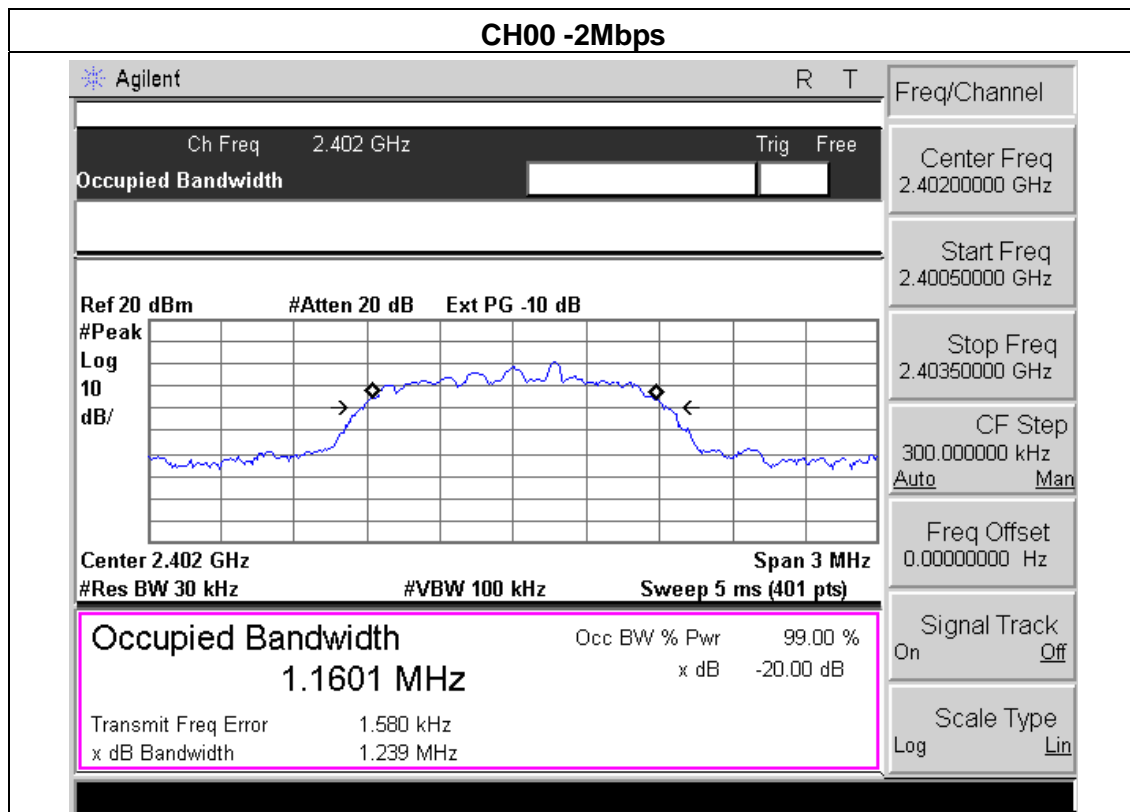 CH00 -2Mbps
Agilent R T
Freq/Channel
Ch Freq 2.402 GHz Trig Free
Occupied Bandwidth
Center Freq
2.40200000 GHz
Start Freq
2.40050000 GHz
Ref 20 dBm #Atten 20 dB Ext PG -10 dB
#Peak
Log
10
dB/
Stop Freq
2.40350000 GHz
CF Step
300.000000 kHz
Auto Man
Center 2.402 GHz Span 3 MHz
#Res BW 30 kHz #VBW 100 kHz Sweep 5 ms (401 pts)
Freq Offset
0.00000000 Hz
Occupied Bandwidth Occ BW % Pwr 99.00 %
1.1601 MHz x dB -20.00 dB
Transmit Freq Error 1.580 kHz
x dB Bandwidth 1.239 MHz
Signal Track
On Off
Scale Type
Log Lin